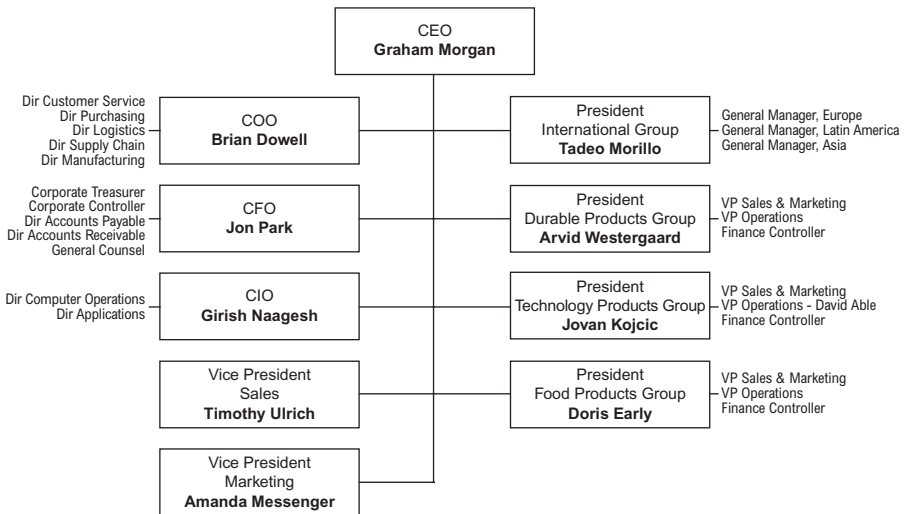 CEO
Graham Morgan
Dir Customer Service
Dir Purchasing
Dir Logistics
Dir Supply Chain
Dir Manufacturing
COO
Brian Dowell
President
International Group
Tadeo Morillo
General Manager, Europe
General Manager, Latin America
General Manager, Asia
Corporate Treasurer
Corporate Controller
Dir Accounts Payable
Dir Accounts Receivable
General Counsel
CFO
Jon Park
President
Durable Products Group
Arvid Westergaard
VP Sales & Marketing
VP Operations
Finance Controller
Dir Computer Operations
Dir Applications
CIO
Girish Naagesh
President
Technology Products Group
Jovan Kojcic
VP Sales & Marketing
VP Operations - David Able
Finance Controller
Vice President
Sales
Timothy Ulrich
President
Food Products Group
Doris Early
VP Sales & Marketing
VP Operations
Finance Controller
Vice President
Marketing
Amanda Messenger